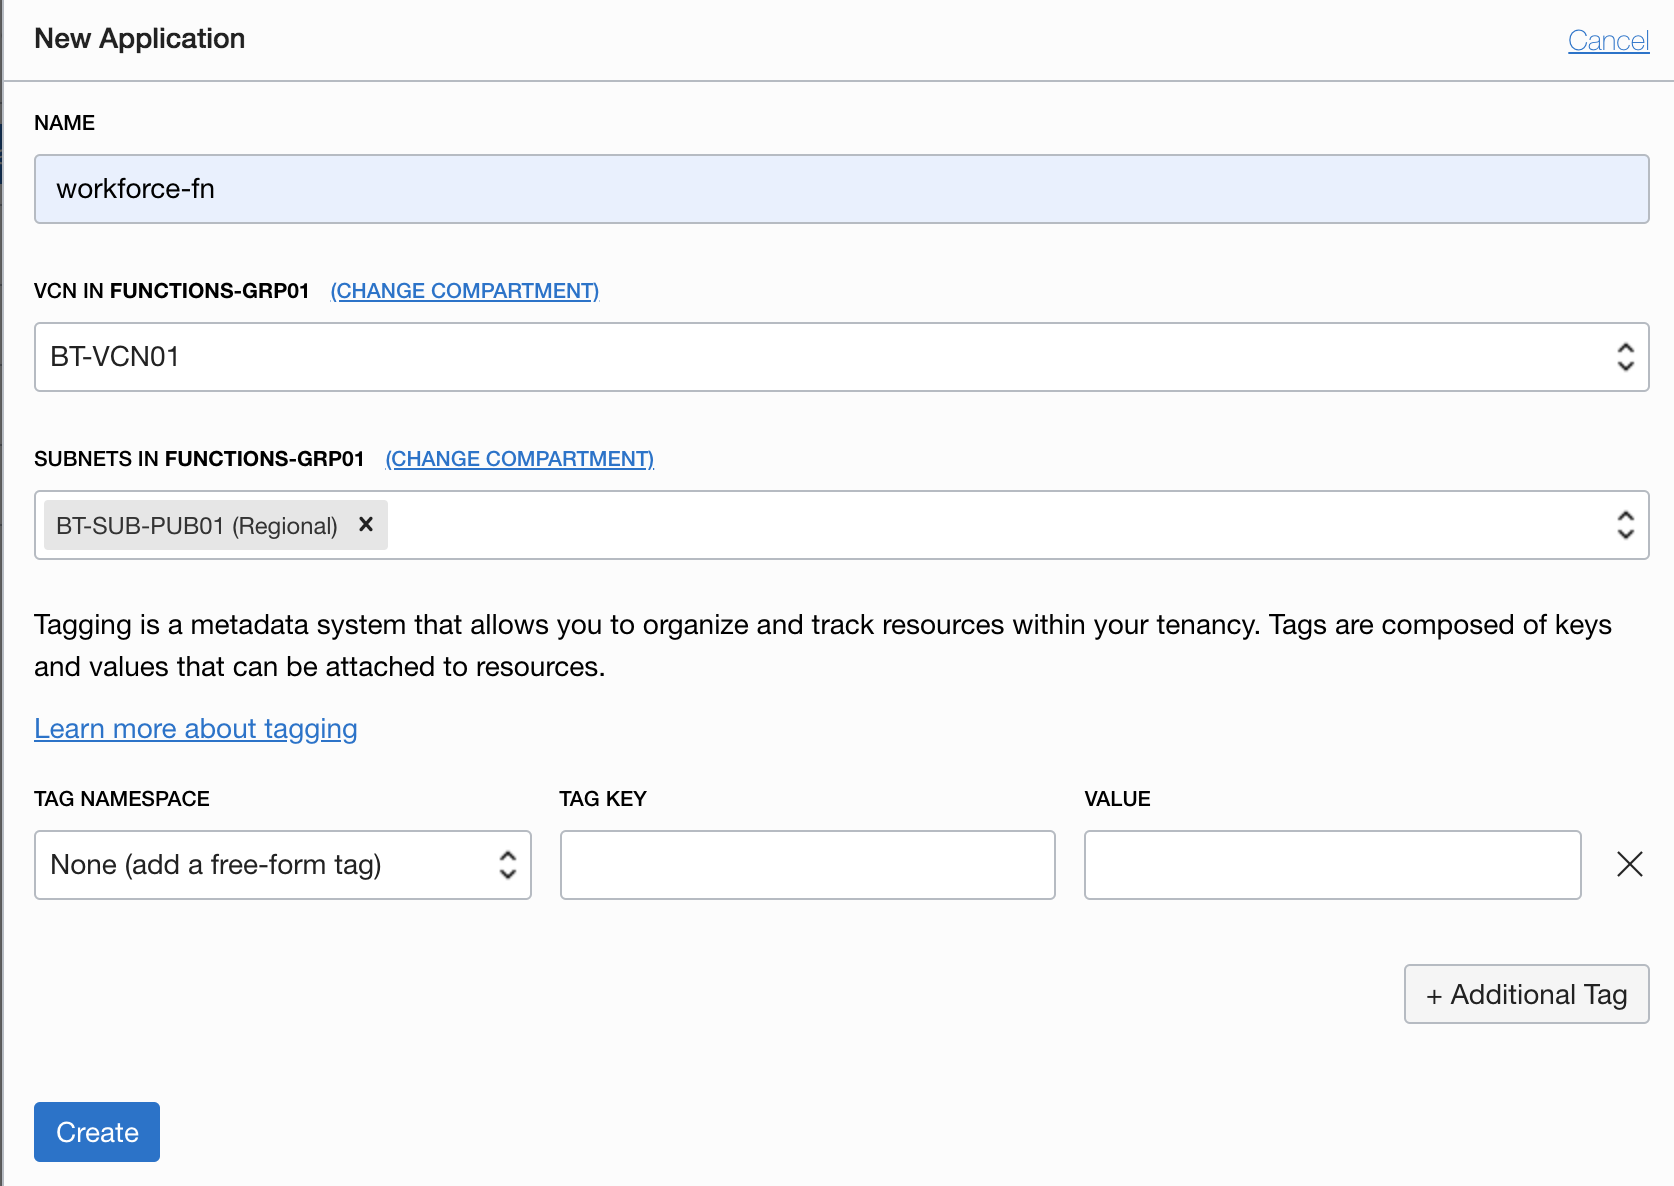 New Application
Cancel
NAME
workforce-fn
VCN IN FUNCTIONS-GRP01 (CHANGE COMPARTMENT)
BT-VCN01
SUBNETS IN FUNCTIONS-GRP01 (CHANGE COMPARTMENT)
BT-SUB-PUB01 (Regional)
Tagging is a metadata system that allows you to organize and track resources within your tenancy. Tags are composed of keys
and values that can be attached to resources.
Learn more about tagging
TAG NAMESPACE TAG KEY VALUE
None (add a free-form tag)
+ Additional Tag
Create